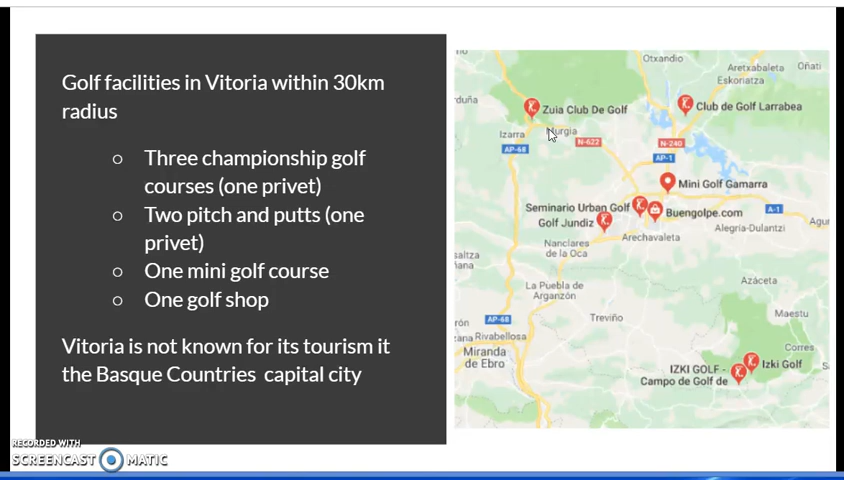 Golf facilities in Vitoria within 30km
radius
○ Three championship golf
courses (one privet)
○ Two pitch and putts (one
privet)
○ One mini golf course
○ One golf shop
Vitoria is not known for its tourism it
the Basque Countries capital city
RECORDED WITH
SCREENCAST MATIC
Otxandio
Aretxabaleta
Oñati
Eskoriatza
Zuia Club De Golf
Club de Golf Larrabea
Izarra
Murgia
N-622
N-240
AP-68
AP-1
Mini Golf Gamarra
Seminario Urban Golf
Buengolpe.com
A-1
Golf Jundiz
Alegría-Dulantzi
Arechavaleta
Nanclares
de la Oca
Azáceta
La Puebla de
Arganzón
Maestu
AP-68
Treviño
Rivabellosa
Corres
Miranda
de Ebro
Izki Golf
IZKI GOLF -
Campo de Golf de